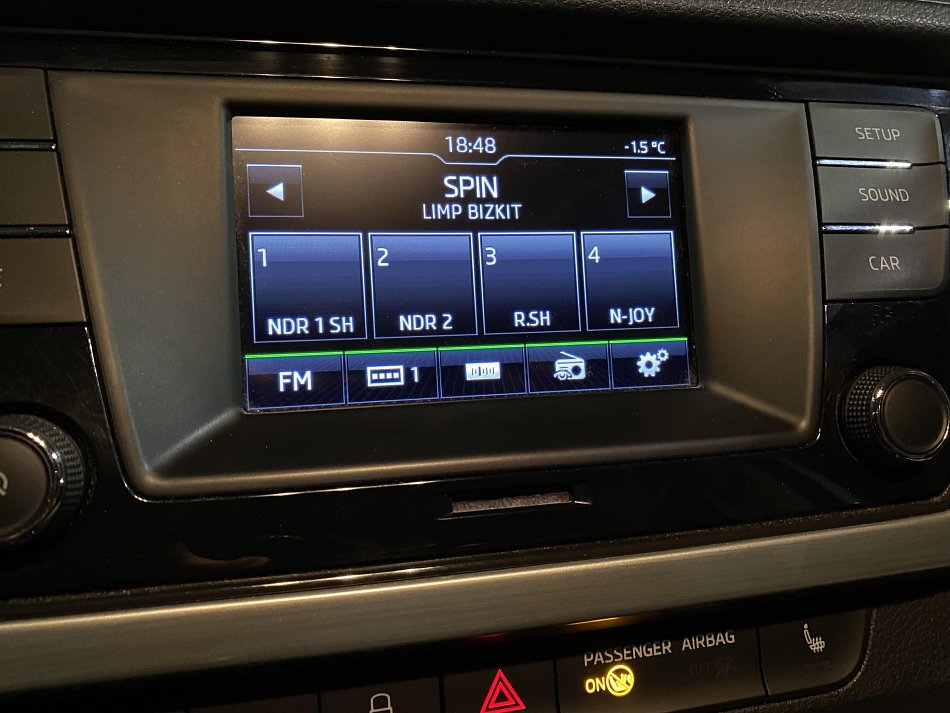 18:48
-1.5 °C
SPIN
LIMP BIZKIT
1
2
3
4
NDR 1 SH
NDR 2
R.SH
N-JOY
FM
1
SETUP
SOUND
CAR
PASSENGER AIRBAG
ON
OFF